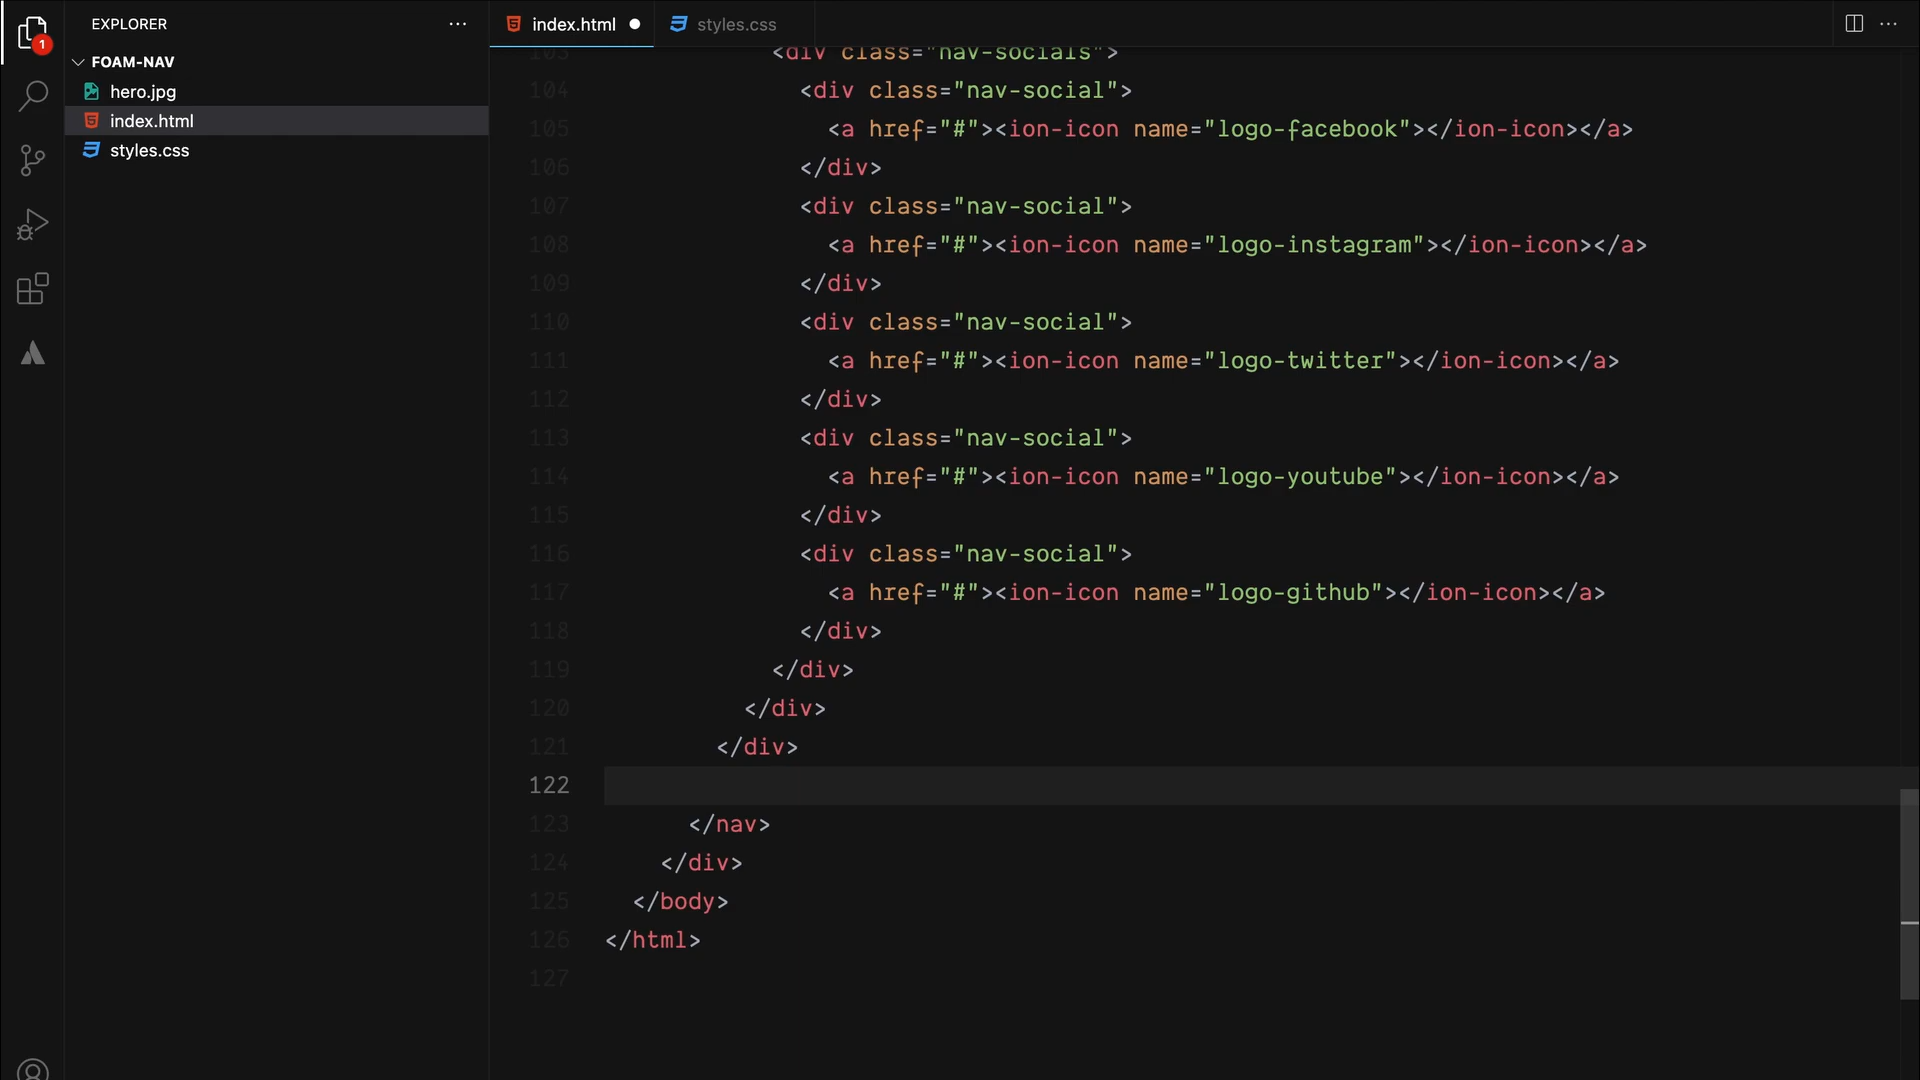 EXPLORER
1
FOAM-NAV
hero.jpg
index.html
styles.css
index.html
styles.css
103 <div class="nav-socials">
104 <div class="nav-social">
105 <a href="#"><ion-icon name="logo-facebook"></ion-icon></a>
106 </div>
107 <div class="nav-social">
108 <a href="#"><ion-icon name="logo-instagram"></ion-icon></a>
109 </div>
110 <div class="nav-social">
111 <a href="#"><ion-icon name="logo-twitter"></ion-icon></a>
112 </div>
113 <div class="nav-social">
114 <a href="#"><ion-icon name="logo-youtube"></ion-icon></a>
115 </div>
116 <div class="nav-social">
117 <a href="#"><ion-icon name="logo-github"></ion-icon></a>
118 </div>
119 </div>
120 </div>
121 </div>
122
123 </nav>
124 </div>
125 </body>
126 </html>
127